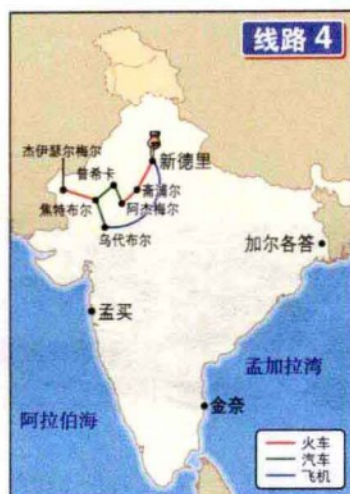 线路 4
杰伊瑟尔梅尔
普希卡
新德里
斋浦尔
焦特布尔
阿杰梅尔
乌代布尔
加尔各答
孟买
孟加拉湾
阿拉伯海
金奈
火车
汽车
飞机